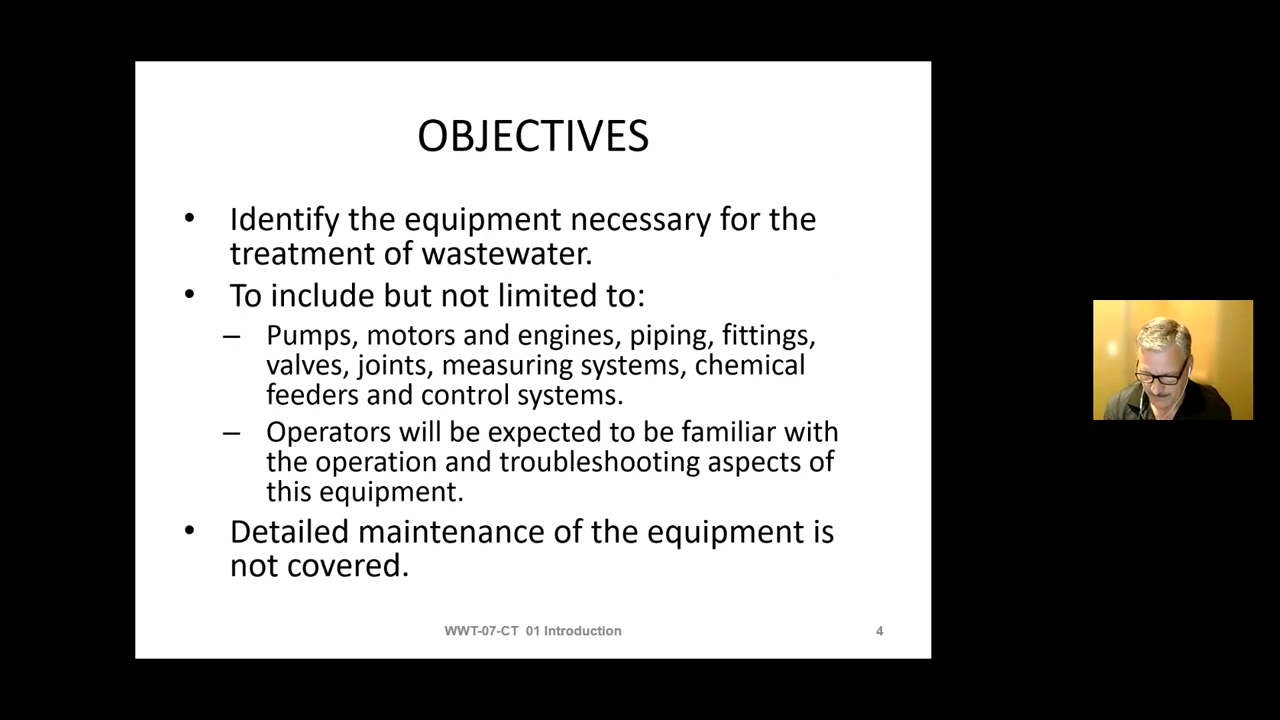 OBJECTIVES
• Identify the equipment necessary for the
treatment of wastewater.
• To include but not limited to:
– Pumps, motors and engines, piping, fittings,
valves, joints, measuring systems, chemical
feeders and control systems.
– Operators will be expected to be familiar with
the operation and troubleshooting aspects of
this equipment.
• Detailed maintenance of the equipment is
not covered.
WWT-07-CT 01 Introduction
4